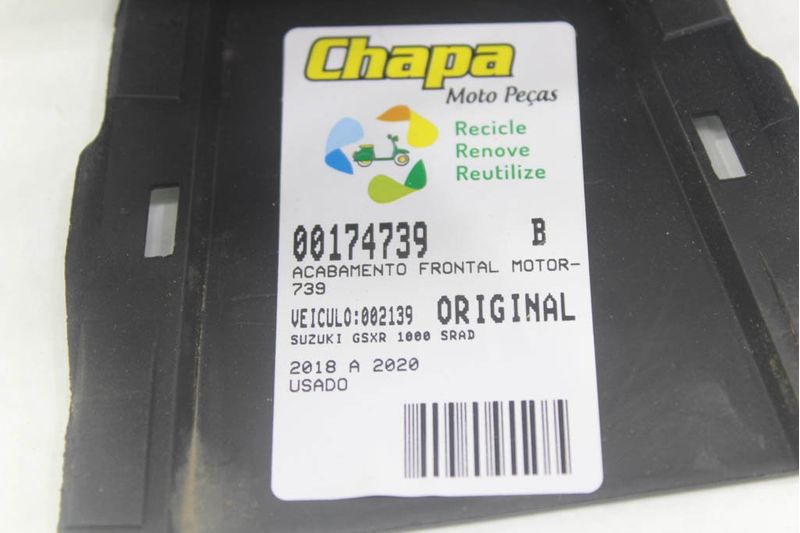 Chapa
Moto Peças
Recicle
Renove
Reutilize
00174739 B
ACABAMENTO FRONTAL MOTOR-
739
VEICULO:002139 ORIGINAL
SUZUKI GSXR 1000 SRAD
2018 A 2020
USADO